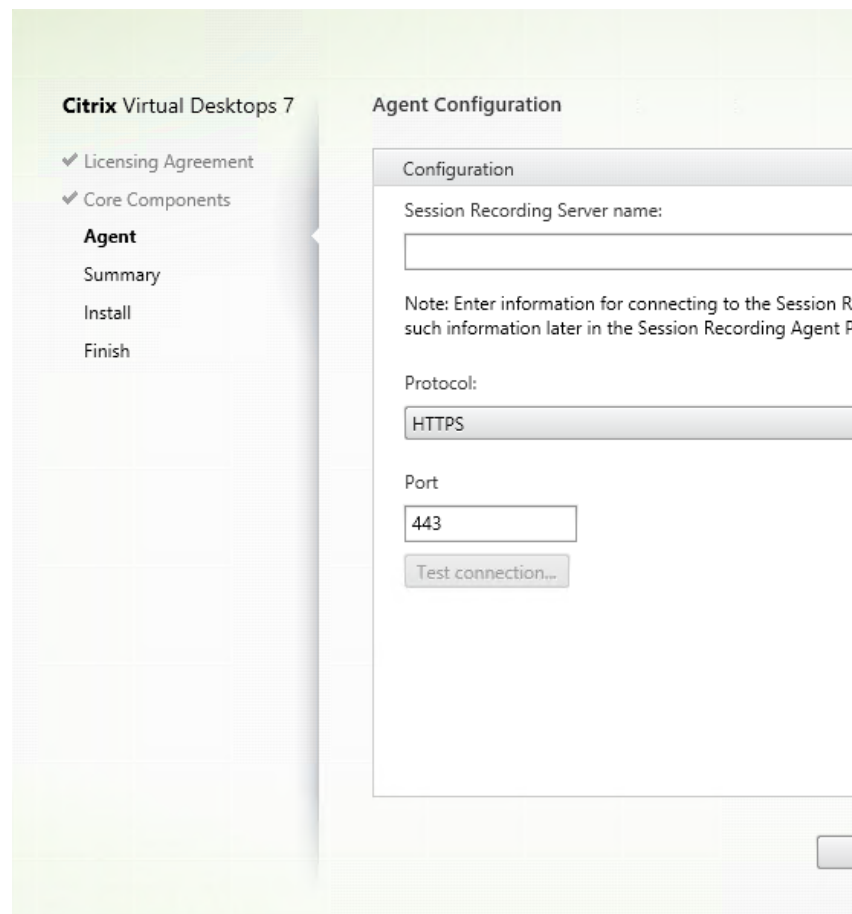 Citrix Virtual Desktops 7
Licensing Agreement
Core Components
Agent
Summary
Install
Finish
Agent Configuration
Configuration
Session Recording Server name:
Note: Enter information for connecting to the Session R
such information later in the Session Recording Agent P
Protocol:
HTTPS
Port
443
Test connection...